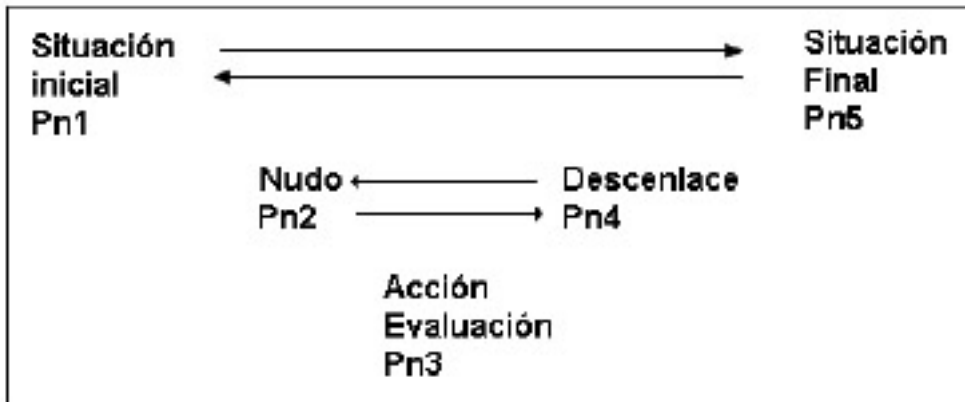 Situación
inicial
Pn1
Situación
Final
Pn5
Nudo
Pn2
Descenlace
Pn4
Acción
Evaluación
Pn3